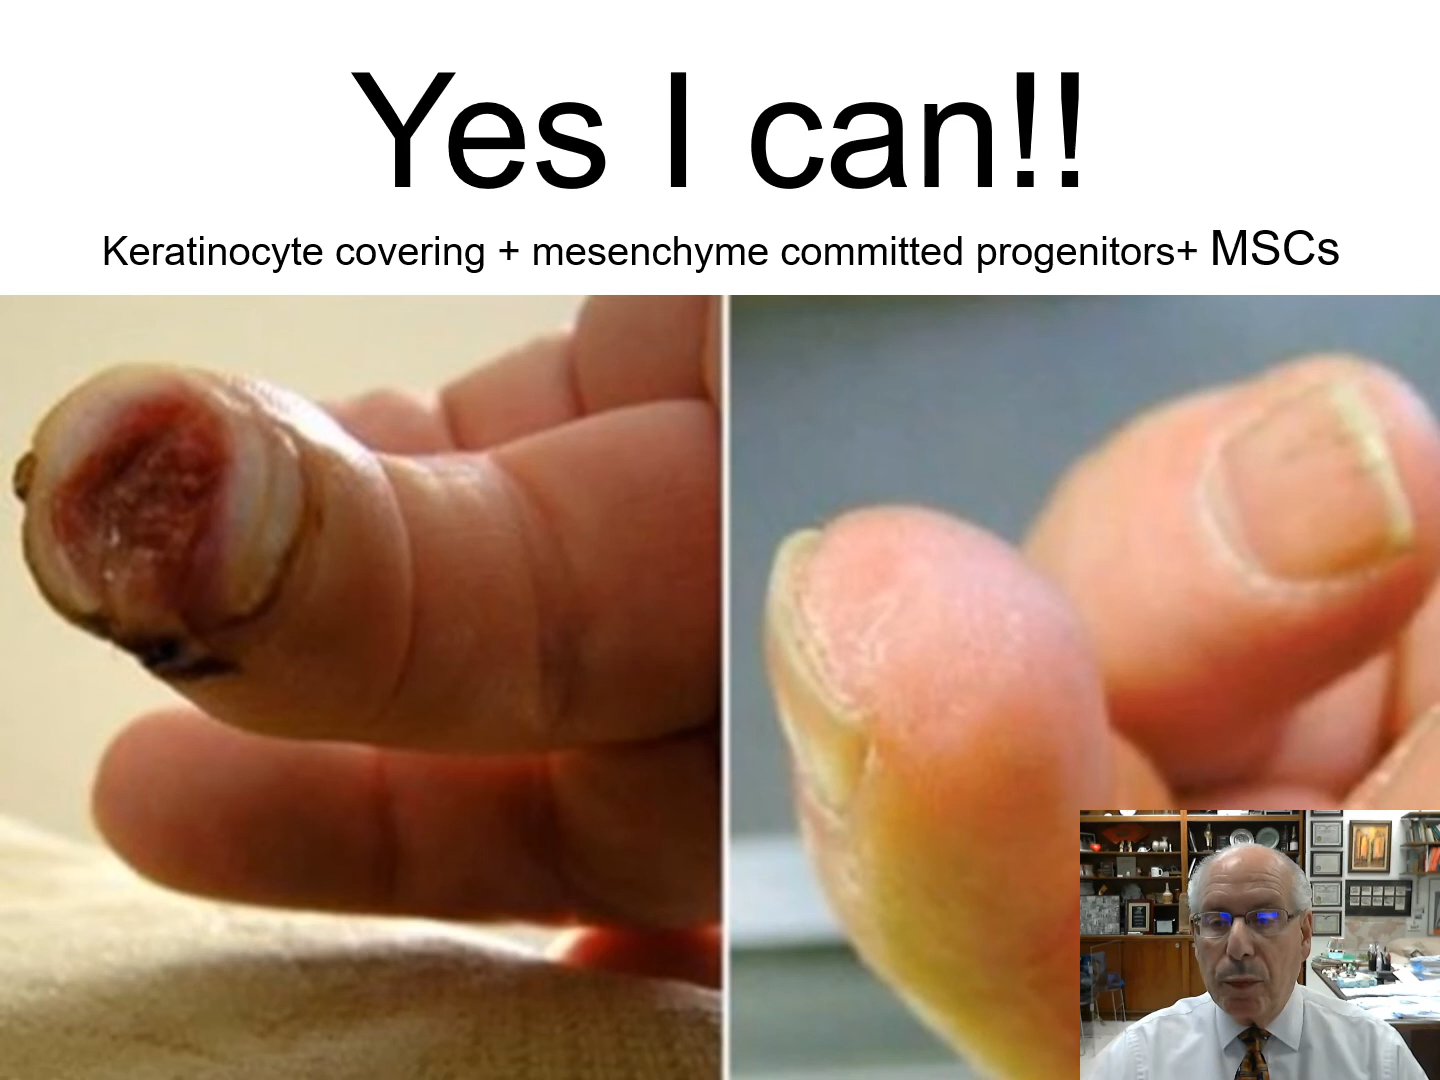 Yes I can!!
Keratinocyte covering + mesenchyme committed progenitors+ MSCs